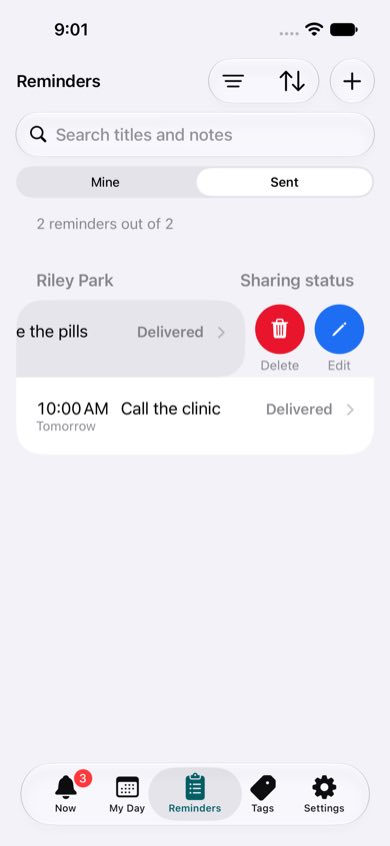 9:01
Reminders
Search titles and notes
Mine Sent
2 reminders out of 2
Riley Park Sharing status
e the pills Delivered
Delete Edit
10:00 AM Call the clinic Delivered
Tomorrow
3
Now My Day Reminders Tags Settings